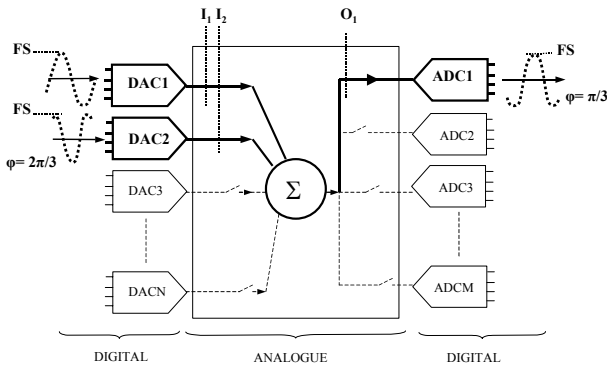 I₁ I₂ O₁
FS FS
DAC1 ADC1
FS
φ= π/3
DAC2 ADC2
φ= 2π/3
DAC3 Σ ADC3
DACN ADCM
DIGITAL ANALOGUE DIGITAL